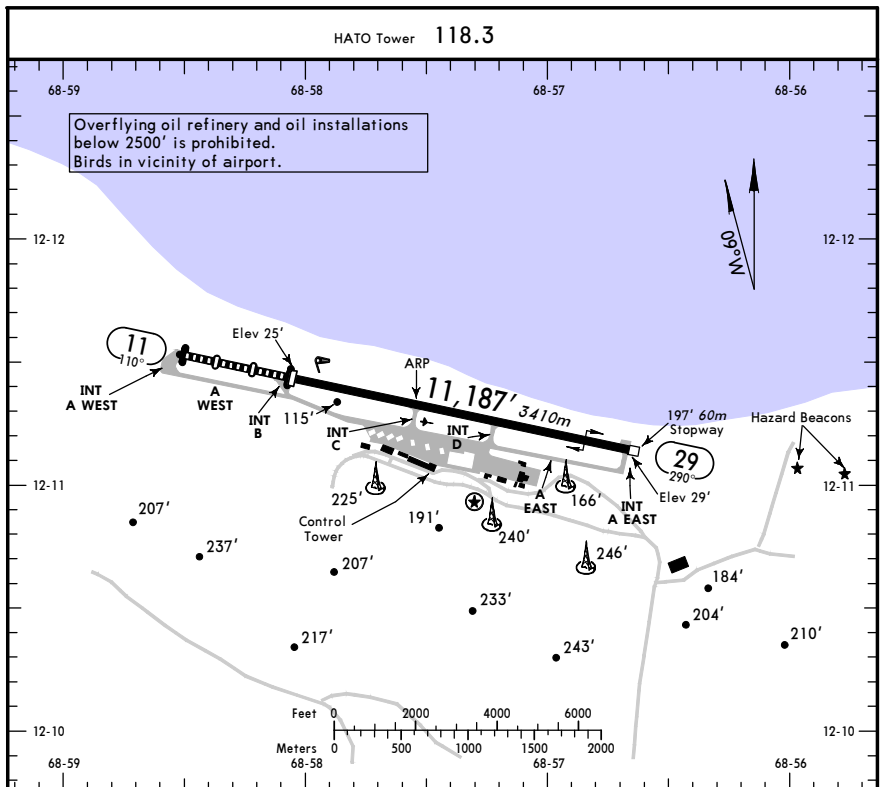 HATO Tower 118.3
68-59 68-58 68-57 68-56
Overflying oil refinery and oil installations
below 2500' is prohibited.
Birds in vicinity of airport.
09°W
12-12 12-12
11
110°
Elev 25'
ARP
INT
A WEST
A
WEST
INT
B
115'
11,187' 3410m
INT
C
INT
D
197' 60m
Stopway
Hazard Beacons
29
290°
Elev 29'
INT
A EAST
A
EAST
166'
12-11 12-11
225'
Control
Tower
207'
191'
240'
237'
207'
246'
184'
233'
204'
217'
243'
210'
Feet 0 2000 4000 6000
12-10 12-10
Meters 0 500 1000 1500 2000
68-59 68-58 68-57 68-56